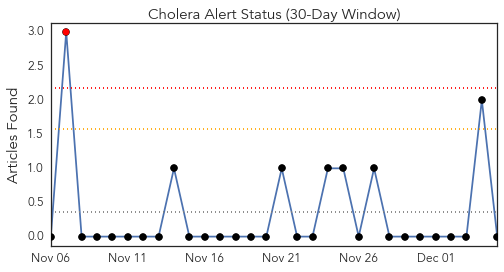 Cholera Alert Status (30-Day Window)
Articles Found
3.0
2.5
2.0
1.5
1.0
0.5
0.0
Nov 06
Nov 11
Nov 16
Nov 21
Nov 26
Dec 01